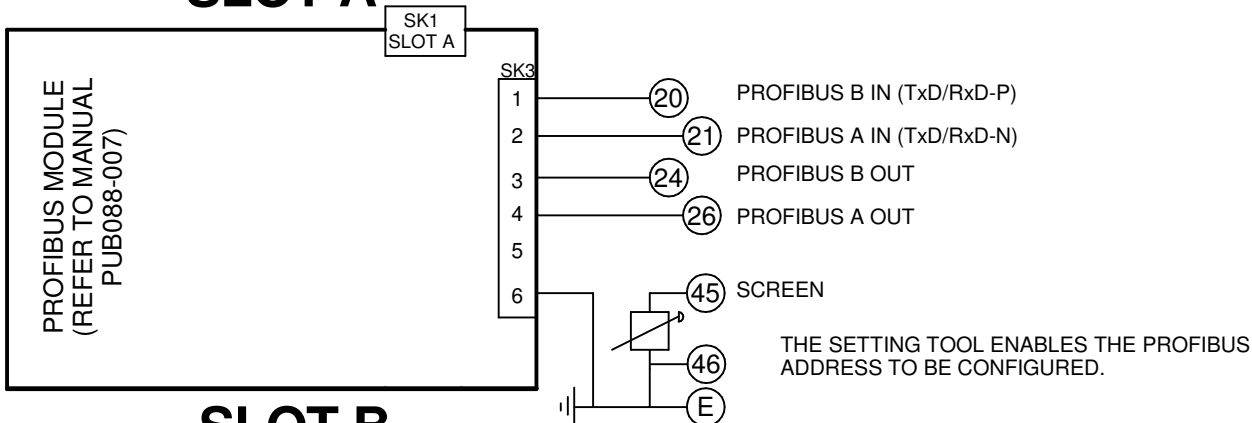 SLOT A
SK1
SLOT A
PROFIBUS MODULE
(REFER TO MANUAL
PUB088-007)
SK3
1
20
PROFIBUS B IN (TxD/RxD-P)
2
21
PROFIBUS A IN (TxD/RxD-N)
3
24
PROFIBUS B OUT
4
26
PROFIBUS A OUT
5
6
45
SCREEN
46
THE SETTING TOOL ENABLES THE PROFIBUS
ADDRESS TO BE CONFIGURED.
E
SLOT B